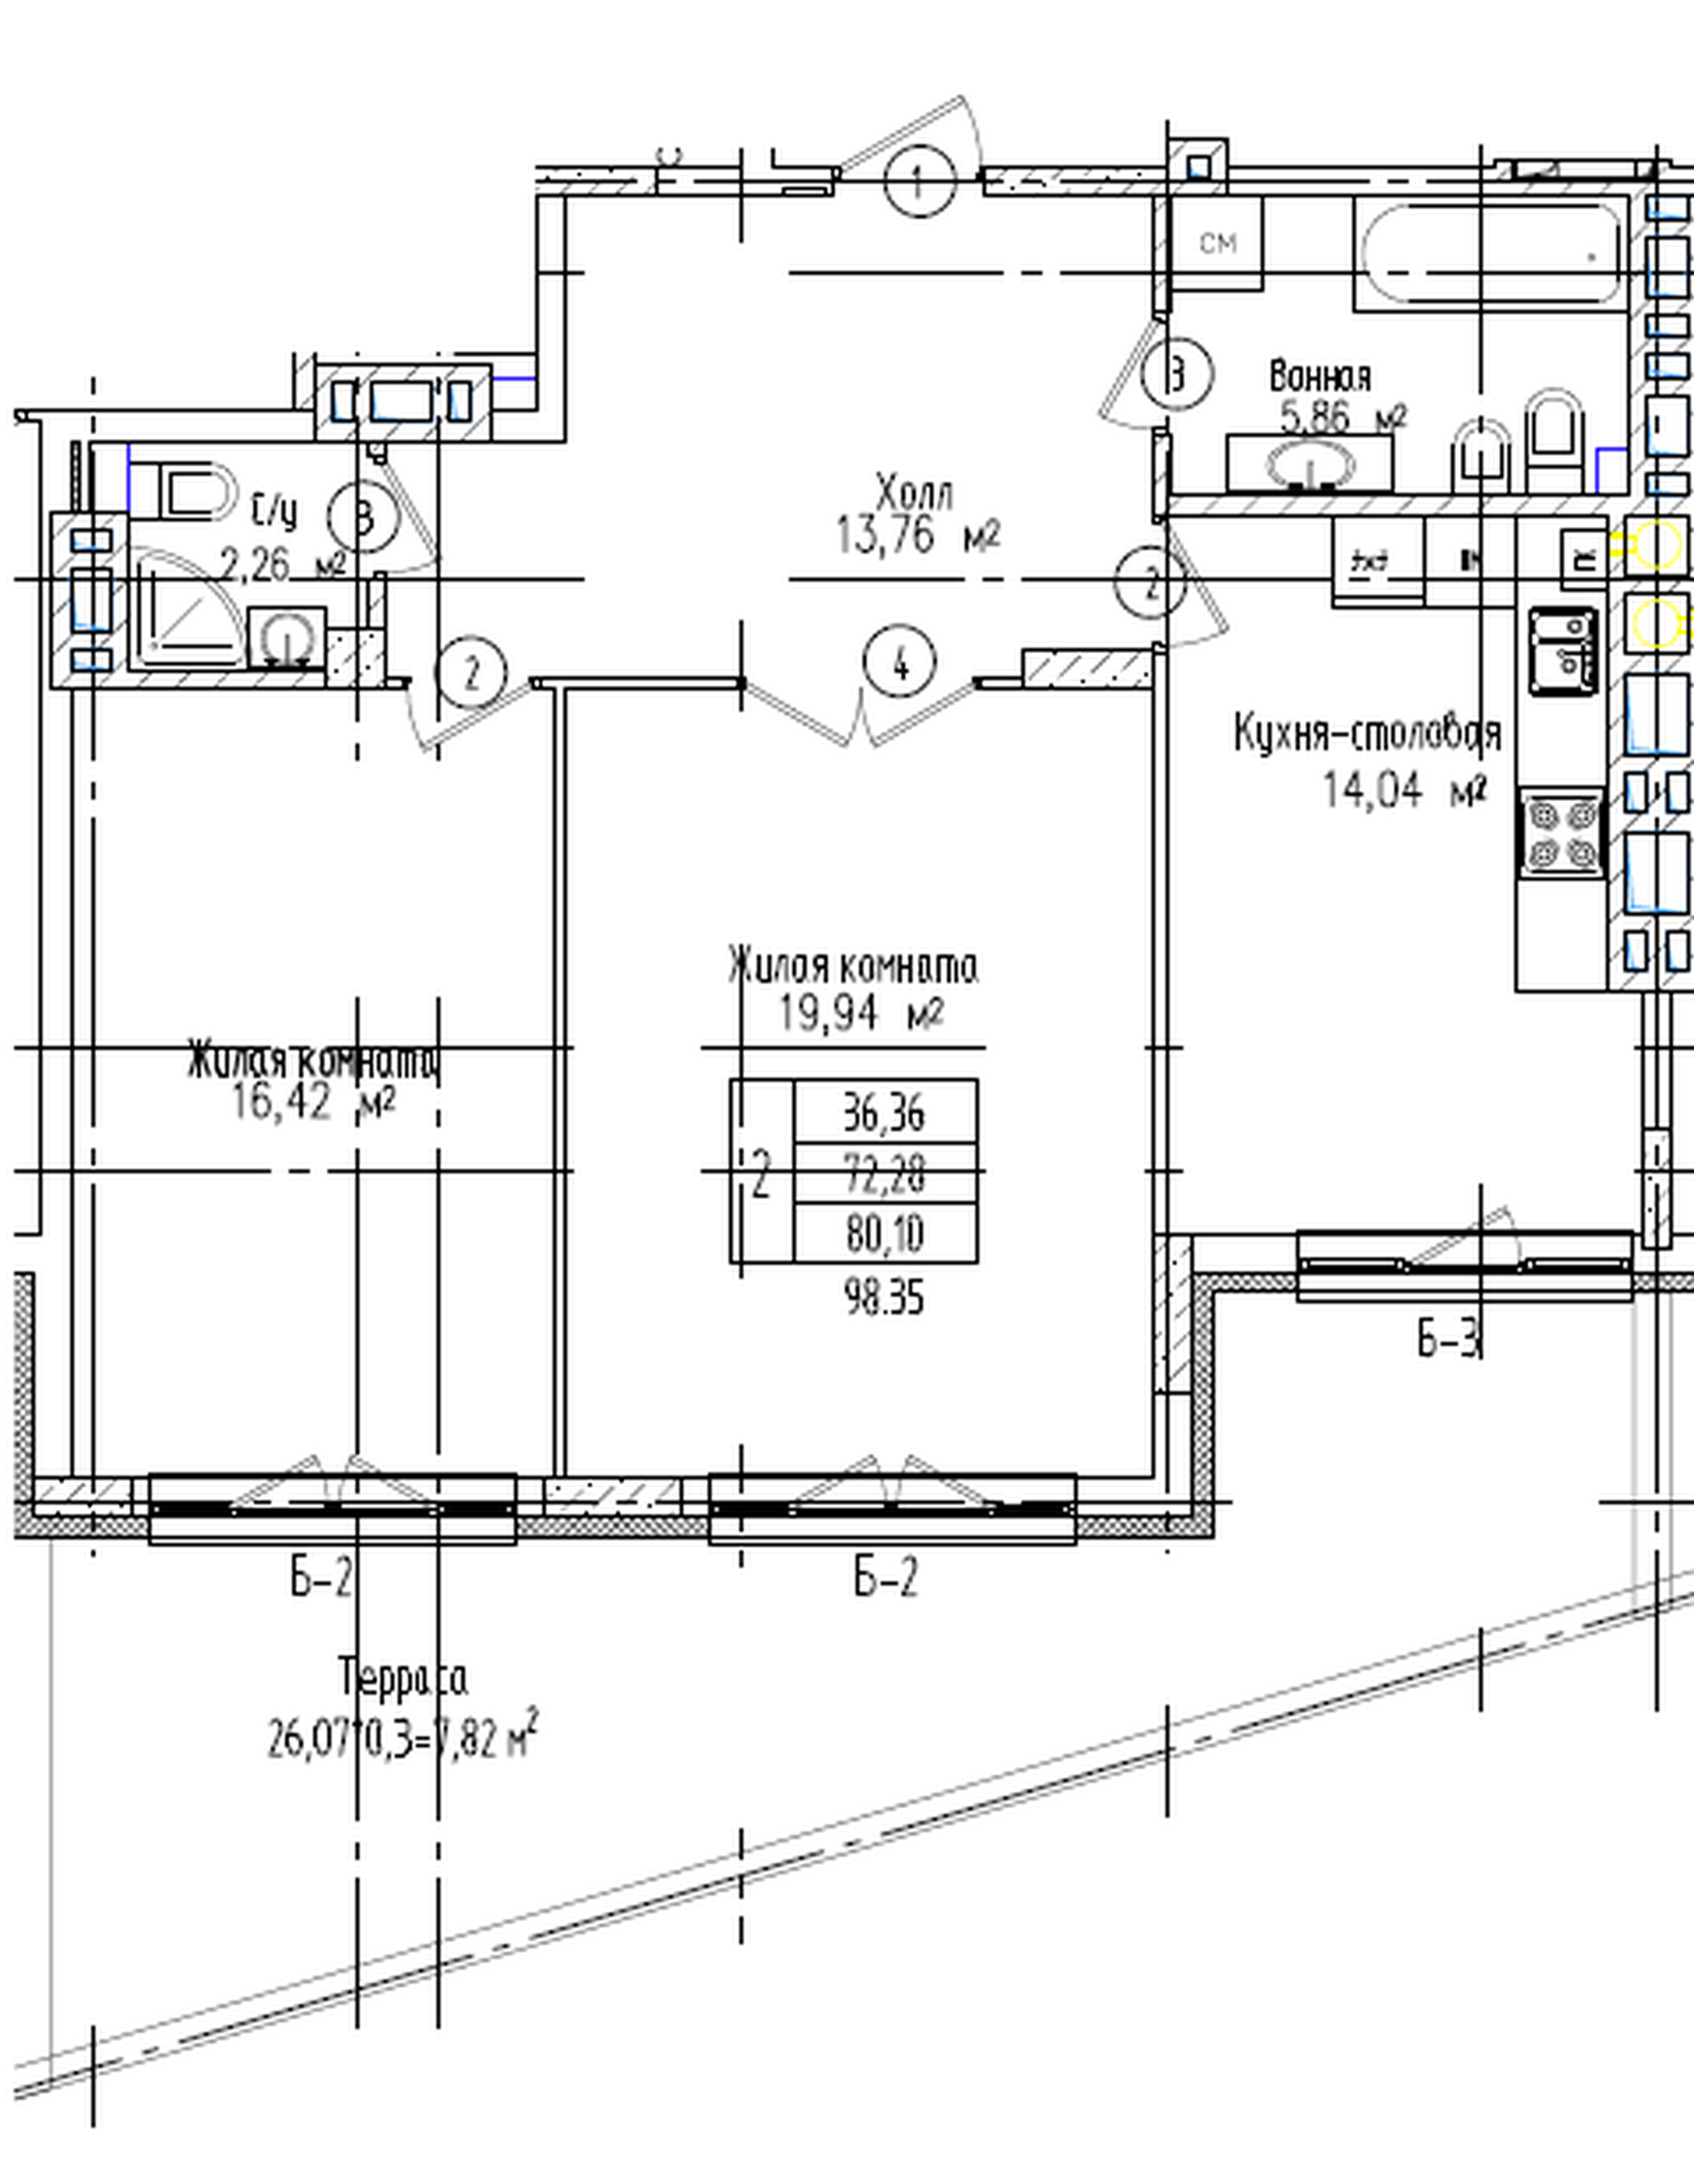 1
СМ
3
Ванная
5,86 м²
Холл
13,76 м²
С/у
3
2,26 м²
2
2
4
Кухня-столовая
14,04 м²
Жилая комната
19,94 м²
Жилая комната
16,42 м²
36,36
2
72,28
80,10
98.35
Б-3
Б-2
Б-2
Терраса
26,07*0,3=7,82 м²